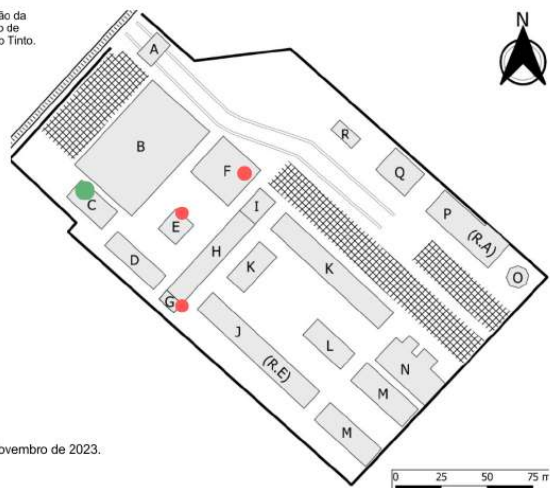 ão da
o de
o Tinto.
N
A
B
R
F
Q
C
I
P
(R.A)
E
H
K
K
O
D
G
J
(R.E)
L
N
M
M
ovembro de 2023.
0 25 50 75 m